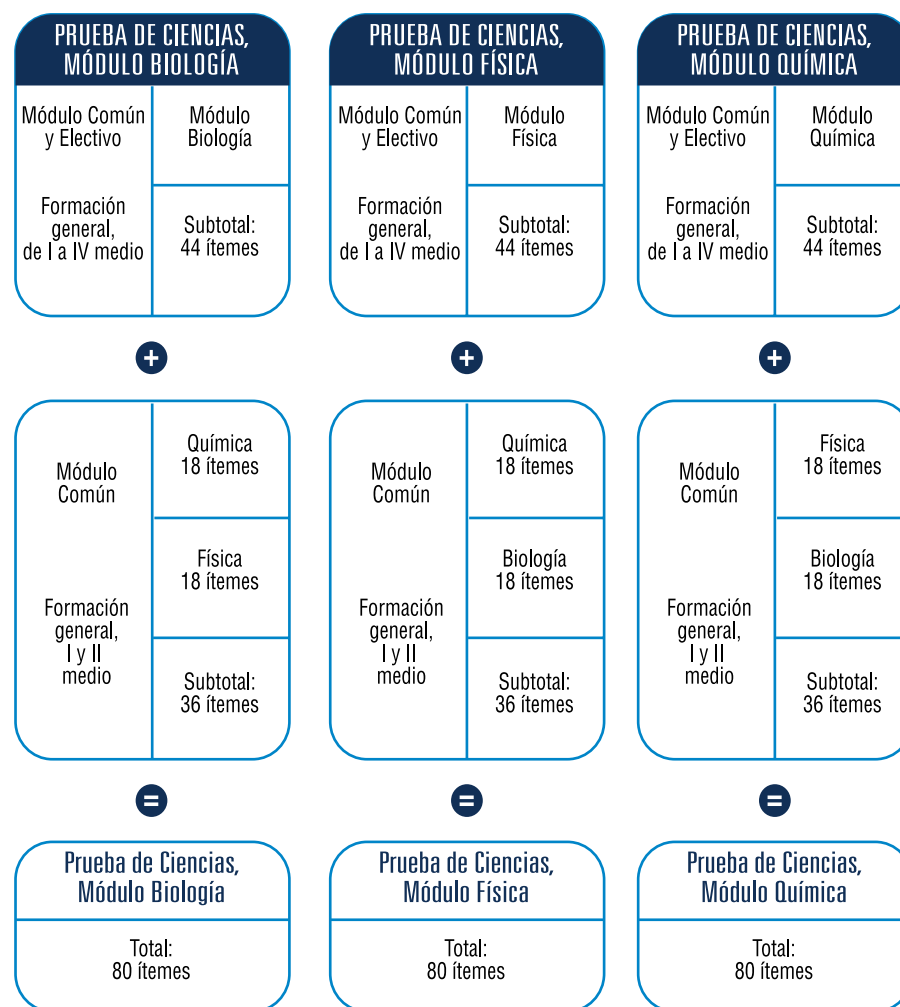 PRUEBA DE CIENCIAS,
MÓDULO BIOLOGÍA
Módulo Común
y Electivo
Formación
general,
de I a IV medio
Módulo
Biología
Subtotal:
44 ítemes
+
Módulo
Común
Formación
general,
I y II
medio
Química
18 ítemes
Física
18 ítemes
Subtotal:
36 ítemes
=
Prueba de Ciencias,
Módulo Biología
Total:
80 ítemes
PRUEBA DE CIENCIAS,
MÓDULO FÍSICA
Módulo Común
y Electivo
Formación
general,
de I a IV medio
Módulo
Física
Subtotal:
44 ítemes
+
Módulo
Común
Formación
general,
I y II
medio
Química
18 ítemes
Biología
18 ítemes
Subtotal:
36 ítemes
=
Prueba de Ciencias,
Módulo Física
Total:
80 ítemes
PRUEBA DE CIENCIAS,
MÓDULO QUÍMICA
Módulo Común
y Electivo
Formación
general,
de I a IV medio
Módulo
Química
Subtotal:
44 ítemes
+
Módulo
Común
Formación
general,
I y II
medio
Física
18 ítemes
Biología
18 ítemes
Subtotal:
36 ítemes
=
Prueba de Ciencias,
Módulo Química
Total:
80 ítemes